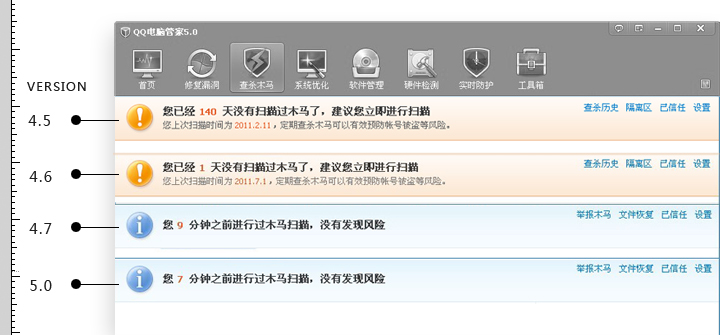 QQ电脑管家5.0
首页 修复漏洞 查杀木马 系统优化 软件管理 硬件检测 实时防护 工具箱
VERSION
4.5
您已经 140 天没有扫描过木马了，建议您立即进行扫描
查杀历史 隔离区 已信任 设置
您上次扫描时间为 2011.2.11，定期查杀木马可以有效预防帐号被盗等风险。
4.6
您已经 1 天没有扫描过木马了，建议您立即进行扫描
查杀历史 隔离区 已信任 设置
您上次扫描时间为 2011.7.1，定期查杀木马可以有效预防帐号被盗等风险。
4.7
您 9 分钟之前进行过木马扫描，没有发现风险
举报木马 文件恢复 已信任 设置
5.0
您 7 分钟之前进行过木马扫描，没有发现风险
举报木马 文件恢复 已信任 设置